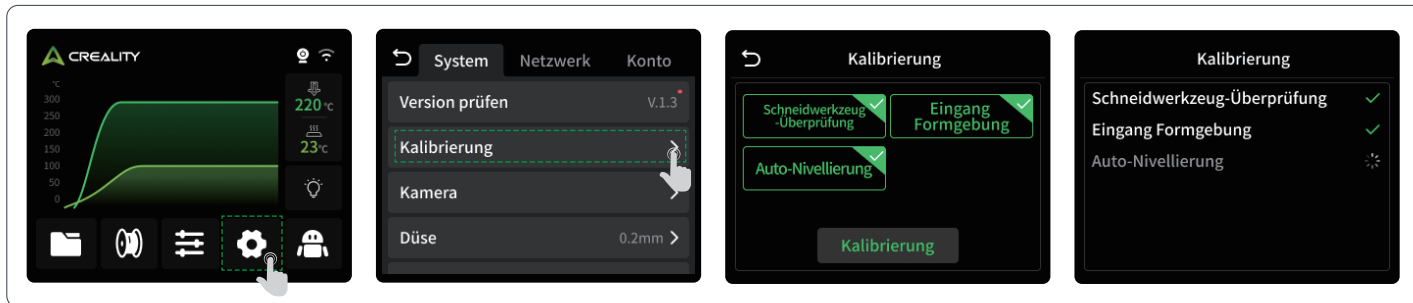 CREALITY
℃
300
250
200
150
100
50
0
220 ℃
23℃
System Netzwerk Konto
Version prüfen V.1.3
Kalibrierung
Kamera
Düse 0.2mm
Kalibrierung
Schneidwerkzeug
-Überprüfung
Eingang
Formgebung
Auto-Nivellierung
Kalibrierung
Kalibrierung
Schneidwerkzeug-Überprüfung
Eingang Formgebung
Auto-Nivellierung